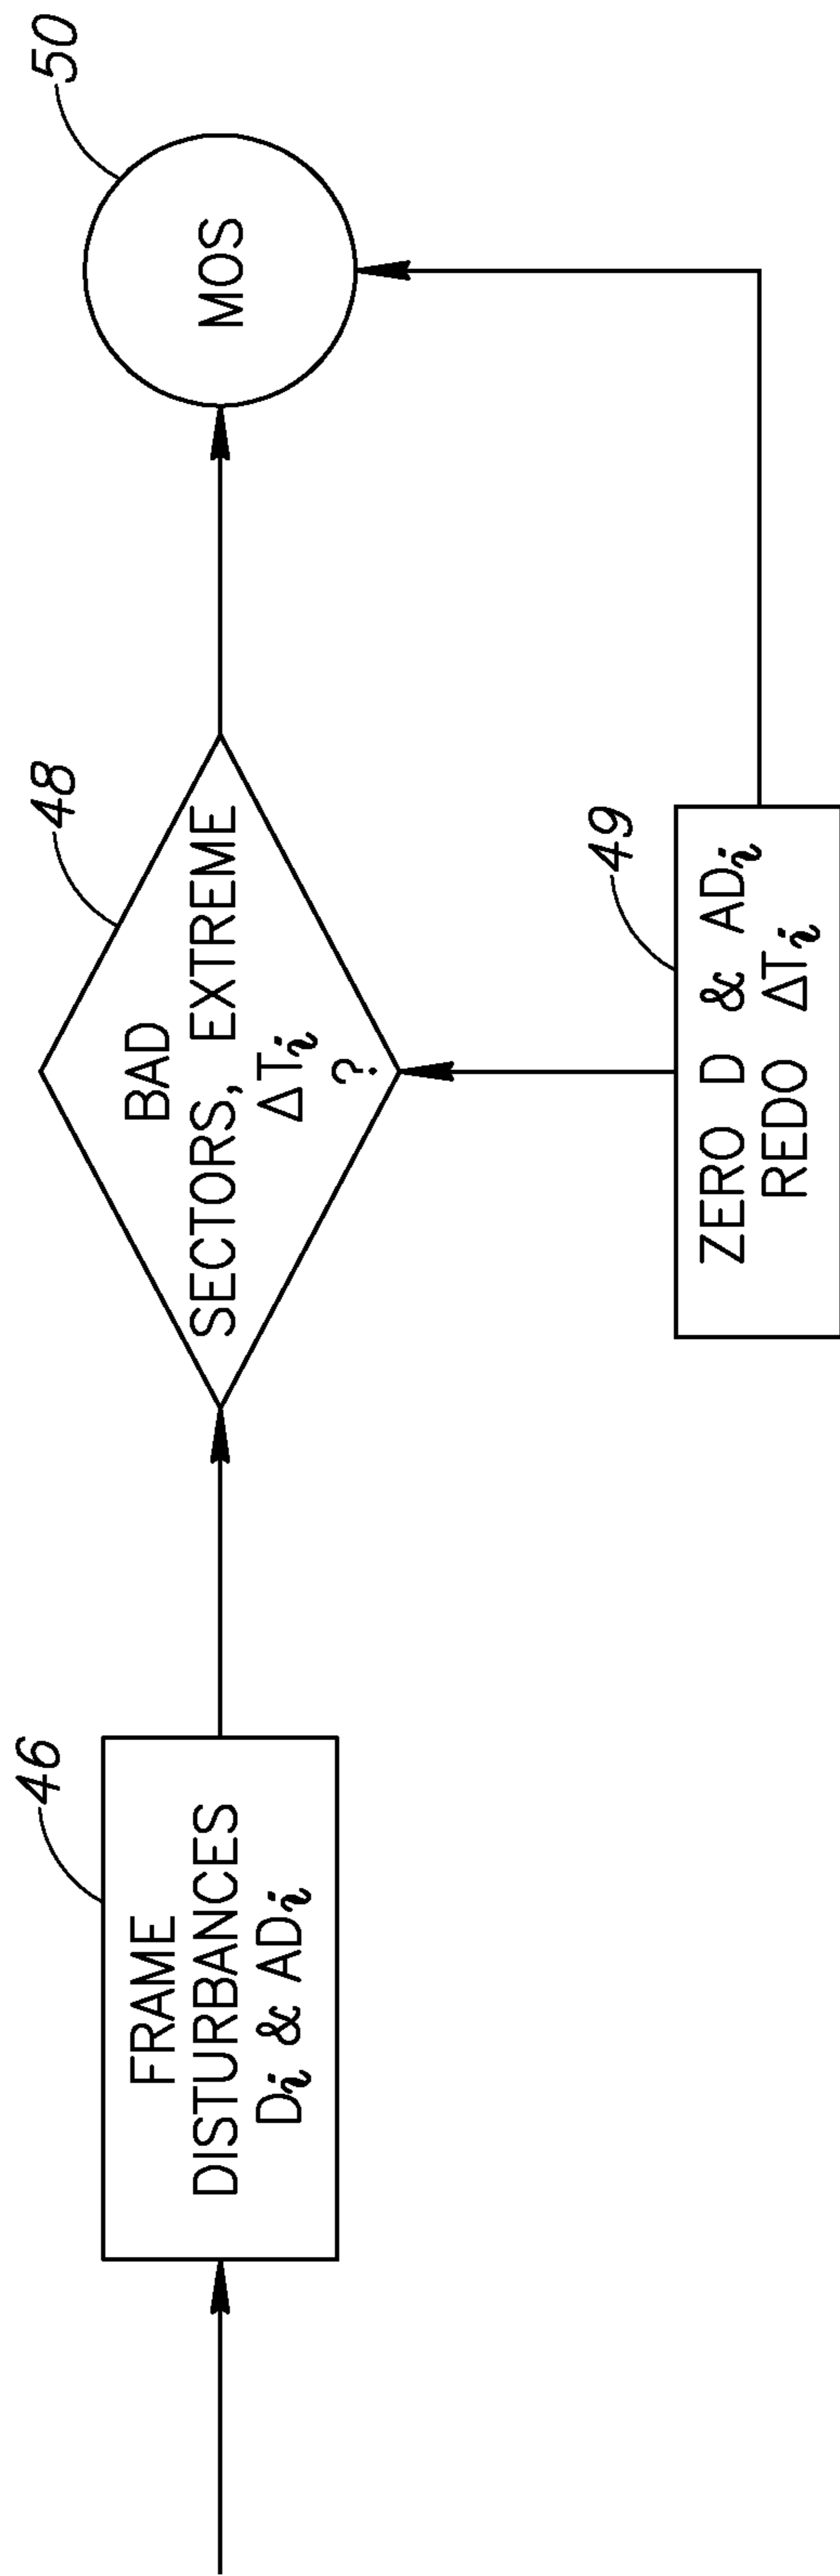 46
FRAME
DISTURBANCES
Di & ADi
48
BAD
SECTORS, EXTREME
ΔTi
?
50
MOS
49
ZERO D & ADi
REDO ΔTi